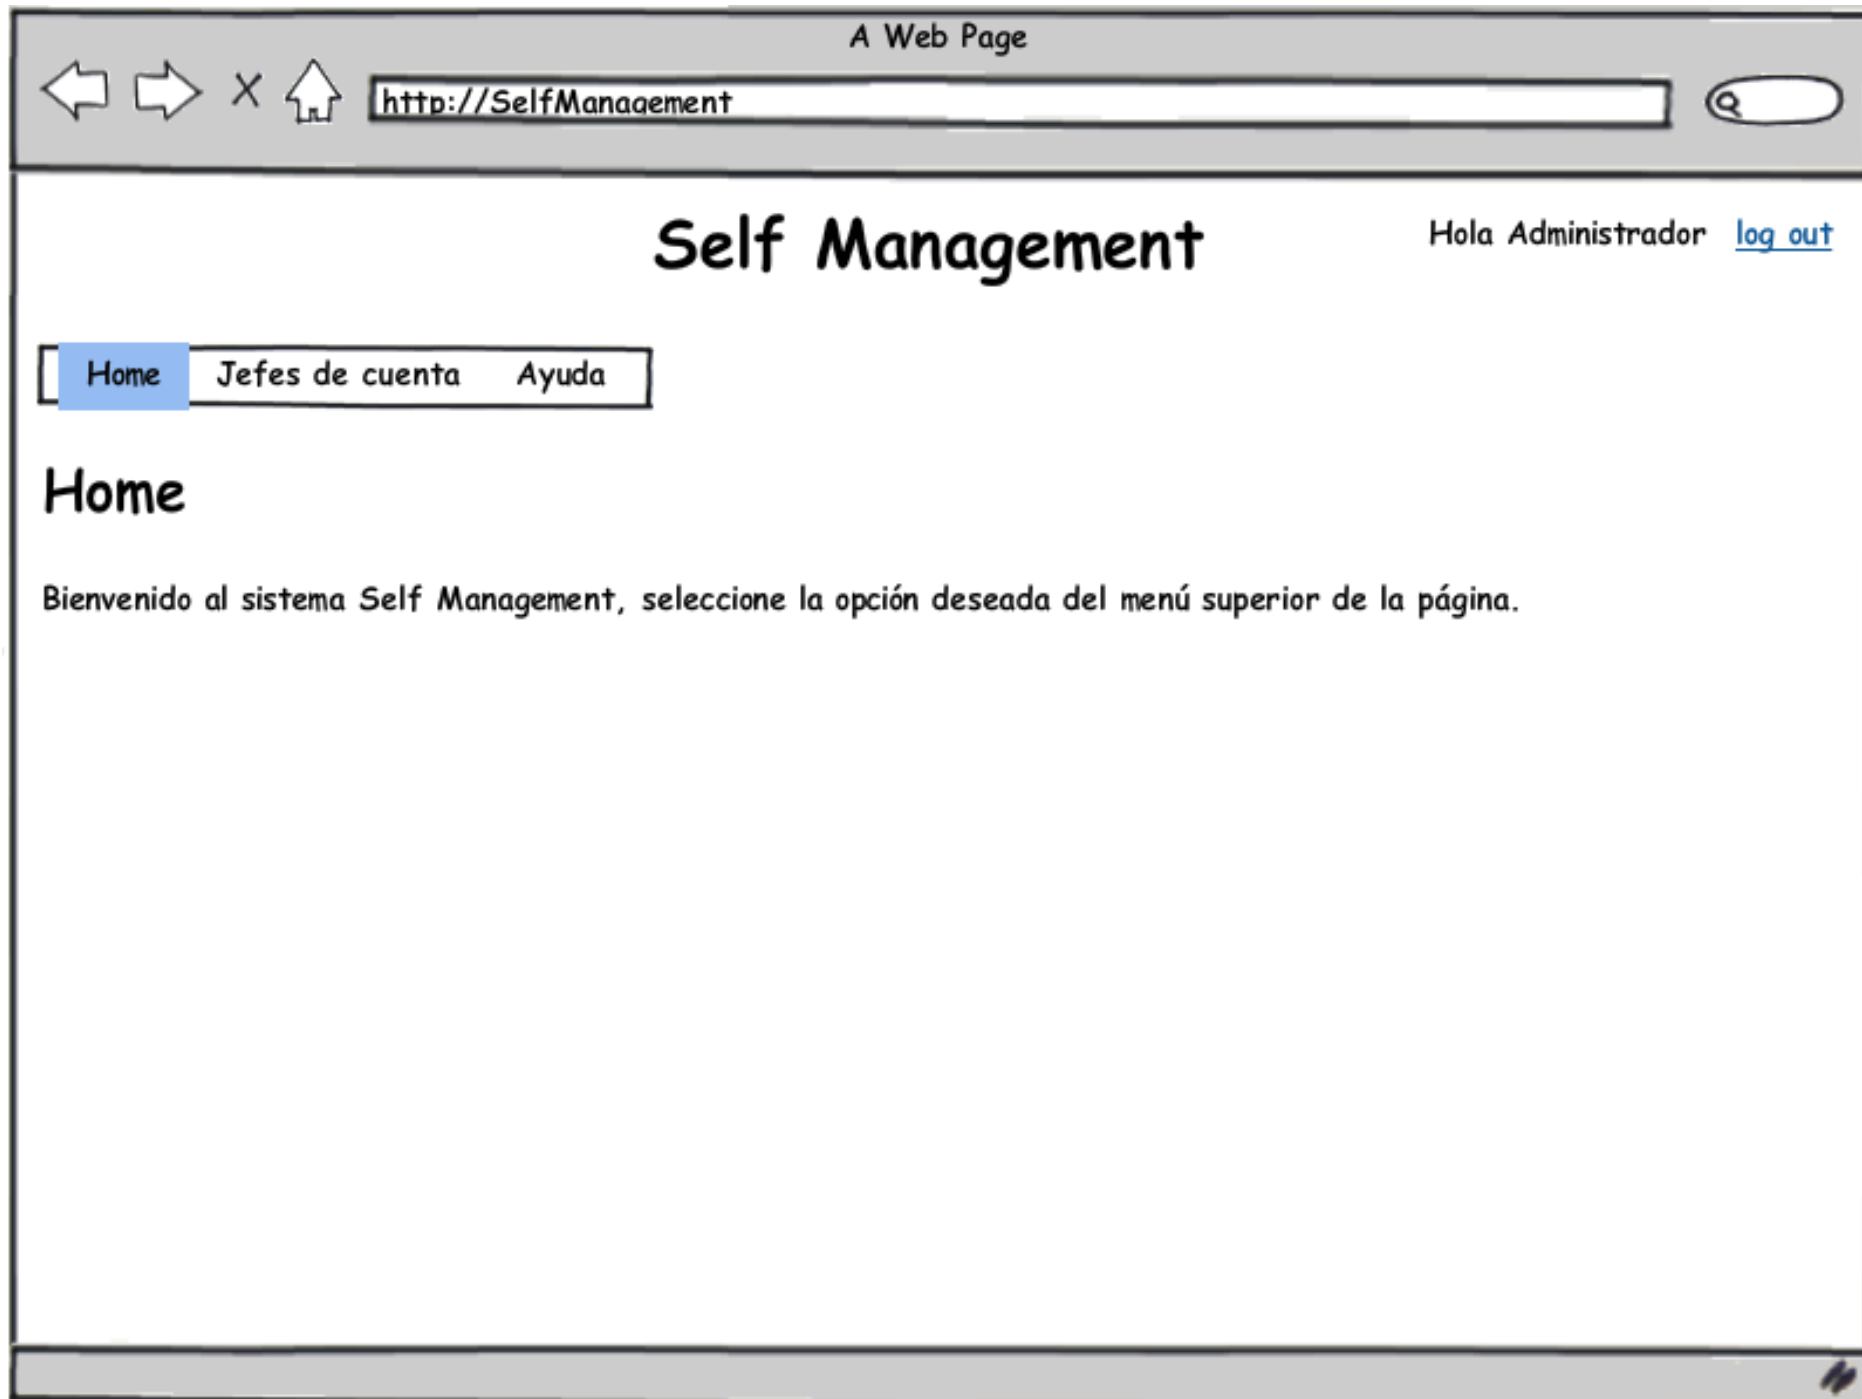 A Web Page
http://SelfManagement
Self Management
Hola Administrador log out
Home Jefes de cuenta Ayuda
Home
Bienvenido al sistema Self Management, seleccione la opción deseada del menú superior de la página.